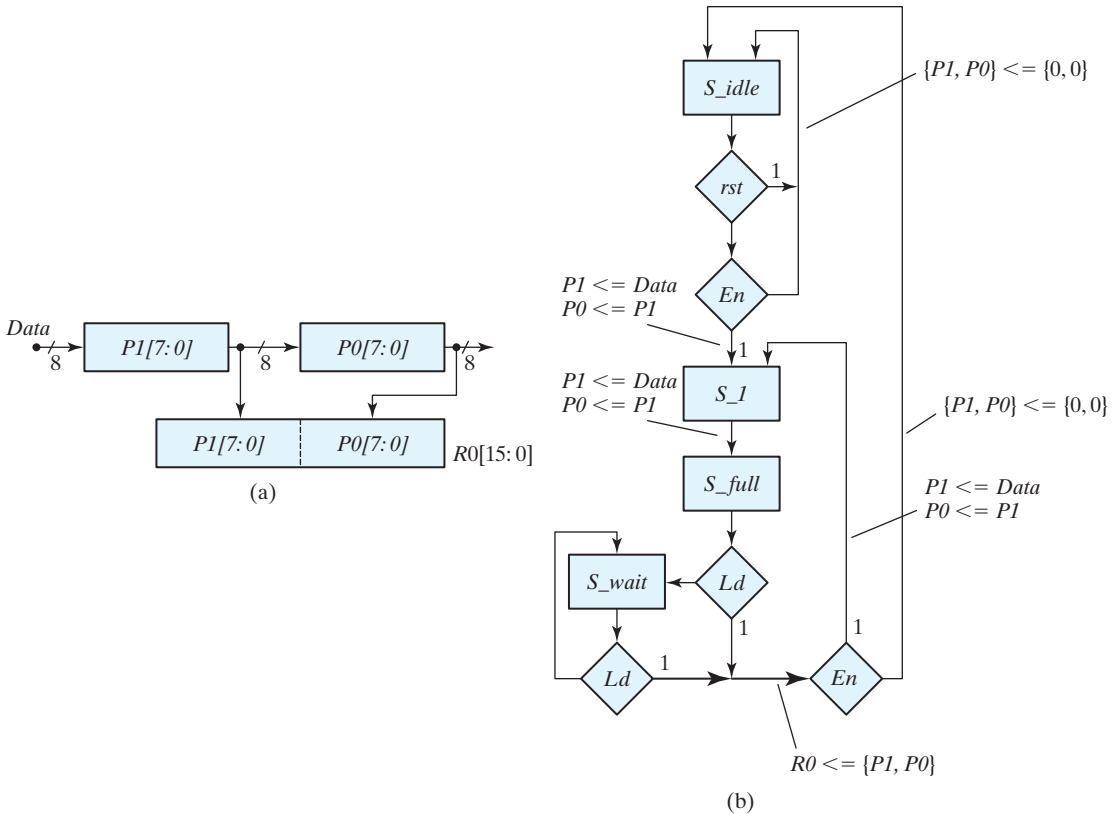 Data
8
P1[7:0]
8
P0[7:0]
8
P1[7:0]
P0[7:0]
R0[15:0]
(a)
S_idle
{P1, P0} <= {0, 0}
rst
1
En
P1 <= Data
P0 <= P1
1
S_1
P1 <= Data
P0 <= P1
{P1, P0} <= {0, 0}
S_full
P1 <= Data
P0 <= P1
S_wait
Ld
1
1
Ld
1
En
R0 <= {P1, P0}
(b)